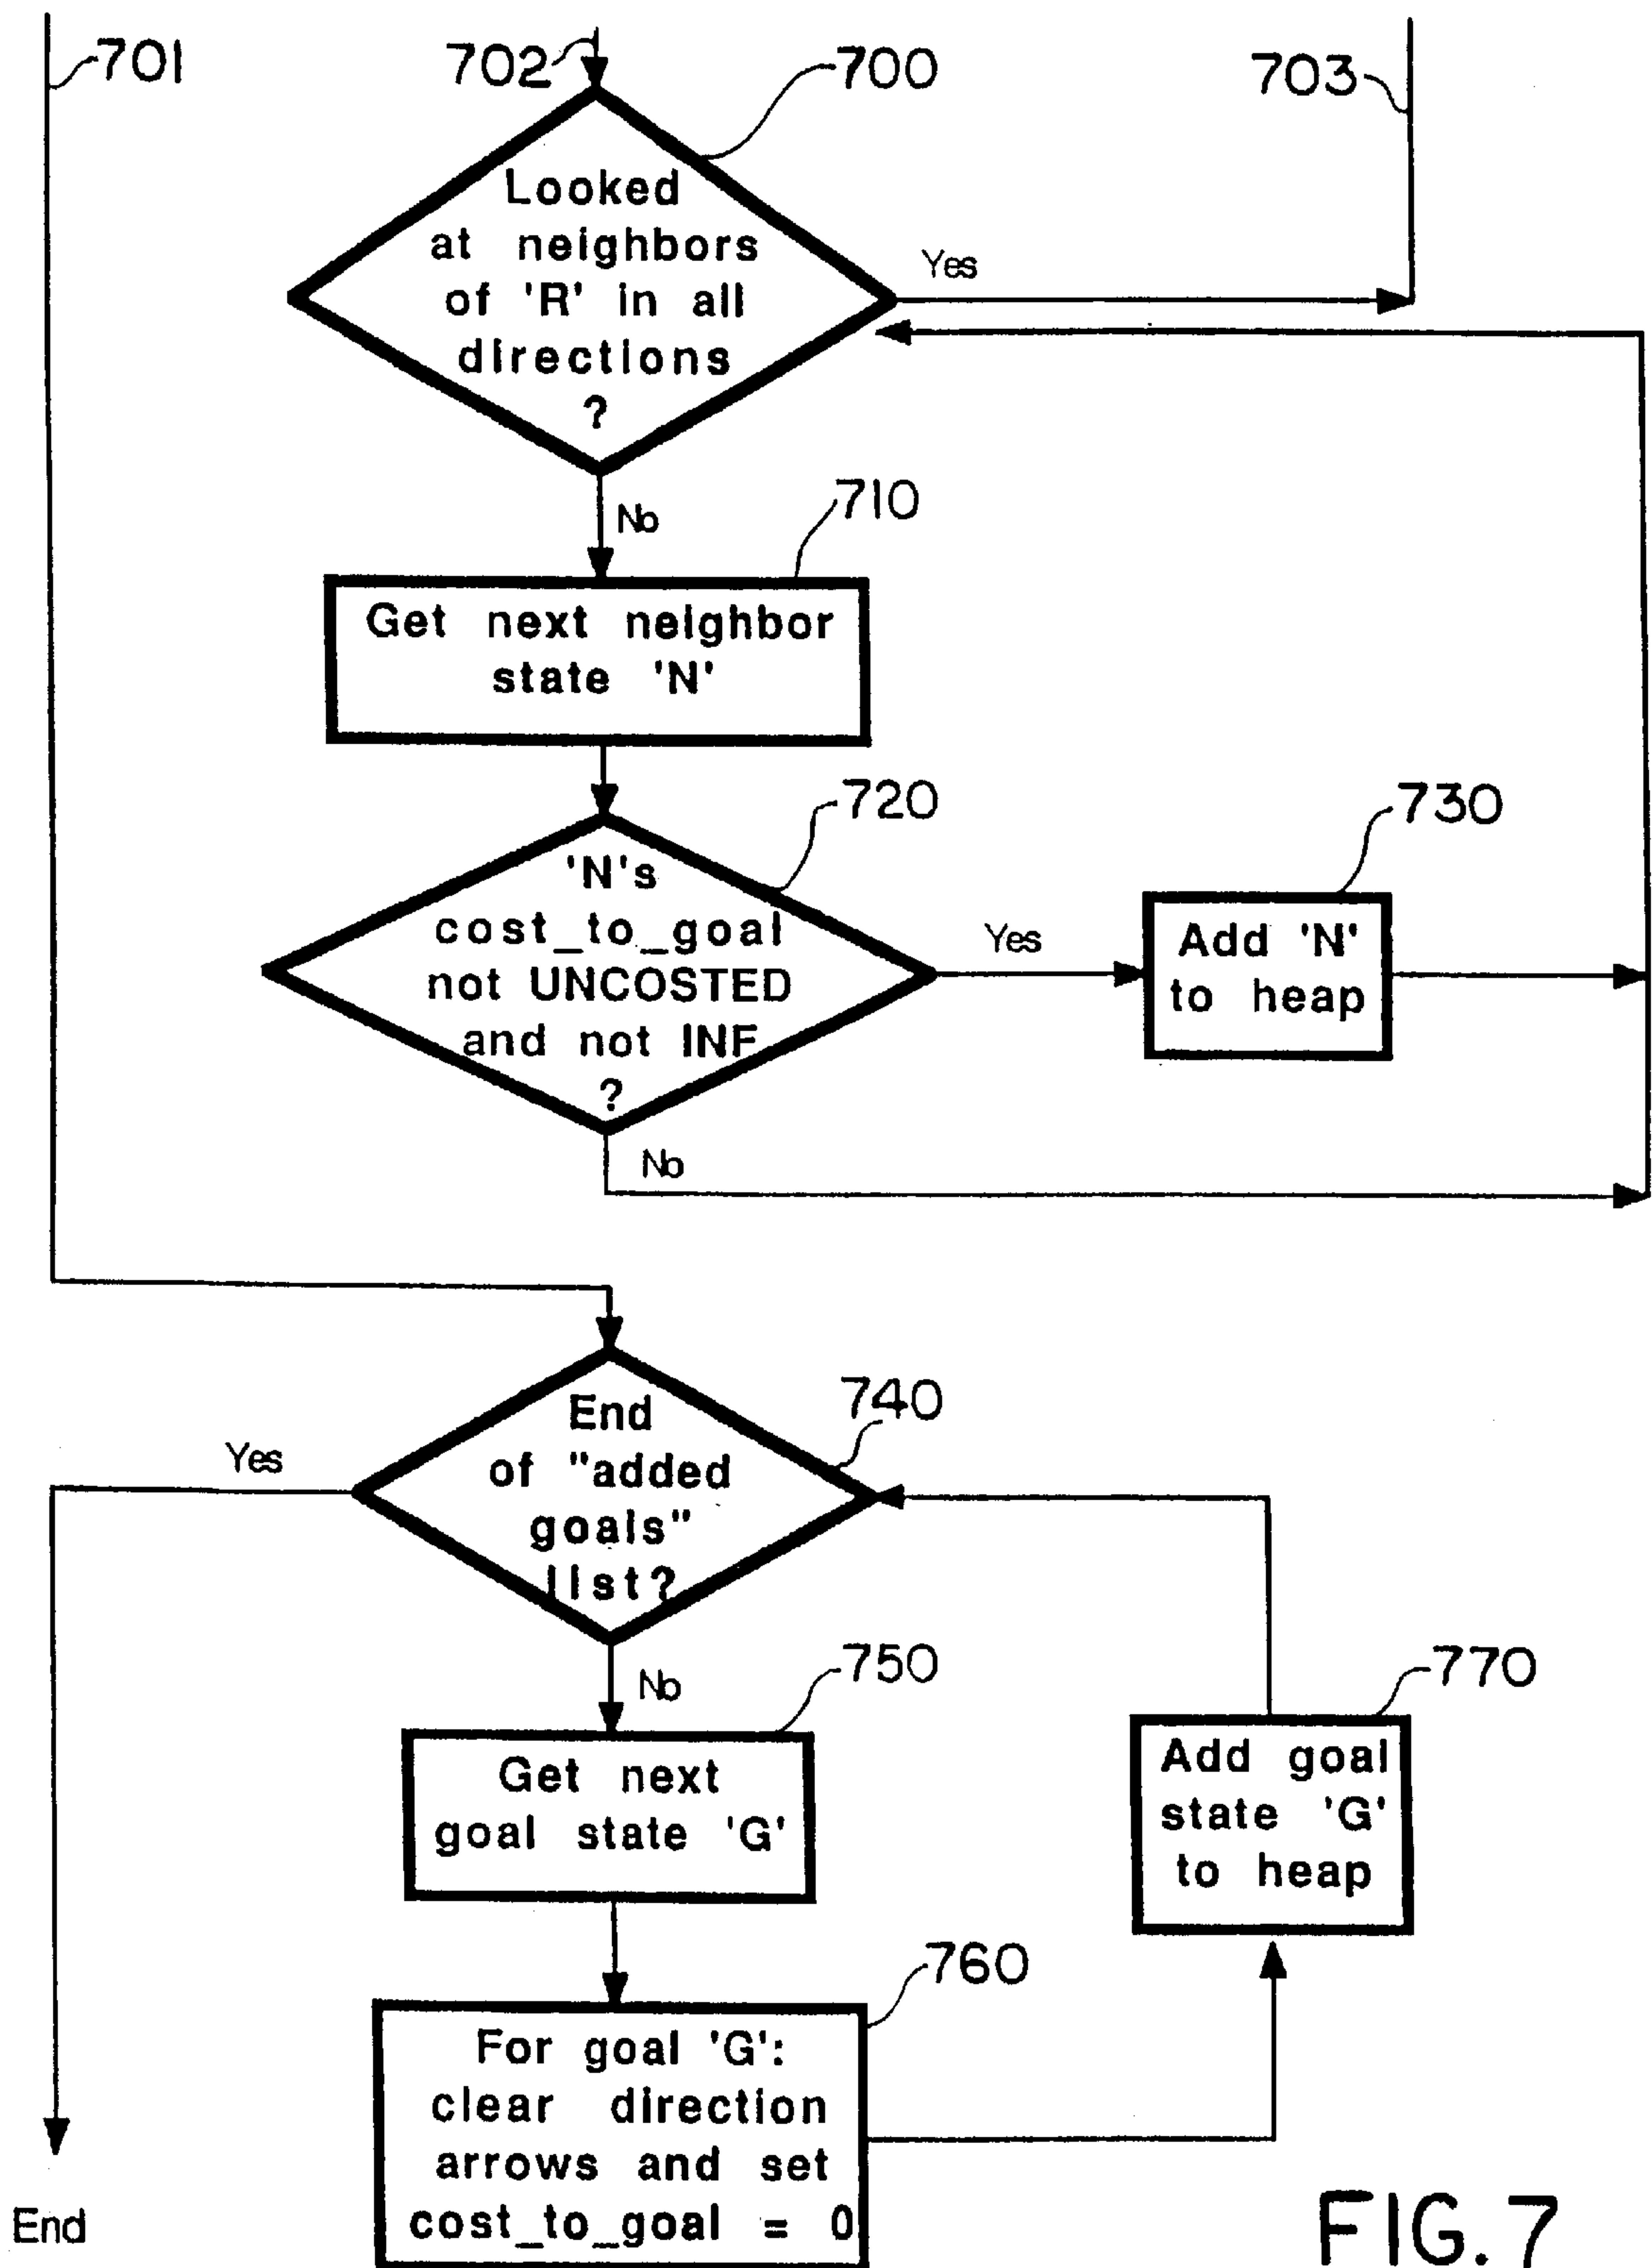 701
702
700
703
Looked
at neighbors
of 'R' in all
directions
?
Yes
No
710
Get next neighbor
state 'N'
720
730
'N's
cost_to_goal
not UNCOSTED
and not INF
?
Yes
Add 'N'
to heap
No
740
End
of "added
goals"
list?
Yes
No
750
770
Get next
goal state 'G'
Add goal
state 'G'
to heap
760
For goal 'G':
clear direction
arrows and set
cost_to_goal = 0
End
FIG. 7